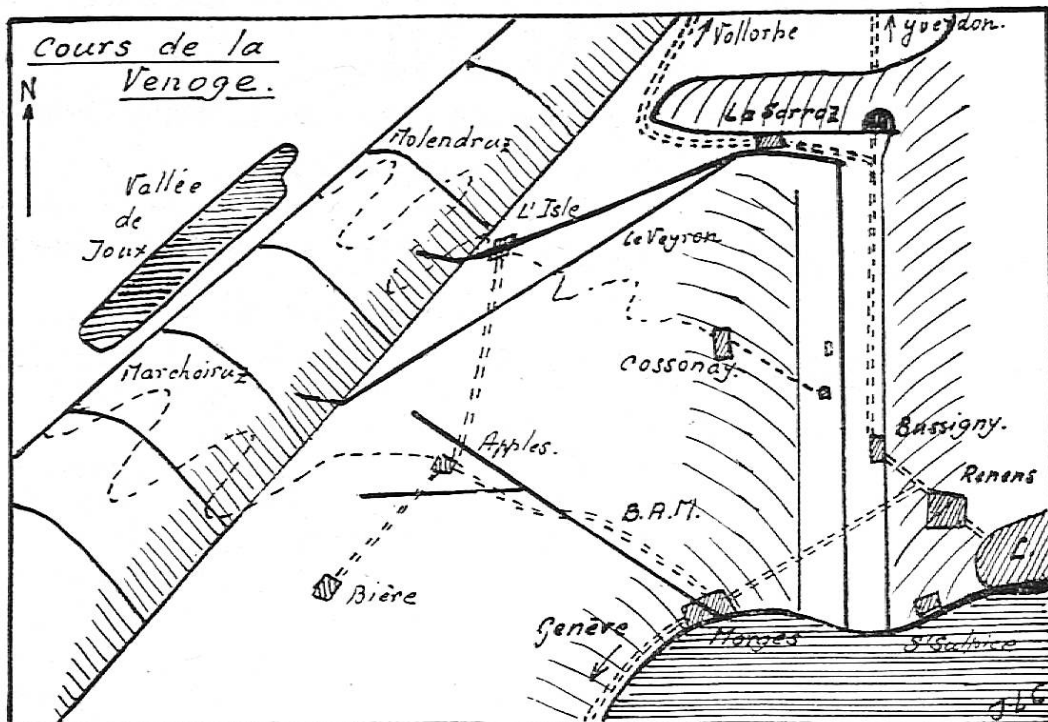 Cours de la
Venoge.
N
Vallorbe
Yverdon.
La Sarraz
Molendruz
Vallée
de
Joux
L'Isle
Le Veyron
Marchairuz
Cossonay.
Bussigny.
Apples.
Renens
B.A.M.
L.
Bière
Genève
Morges
St Sulpice